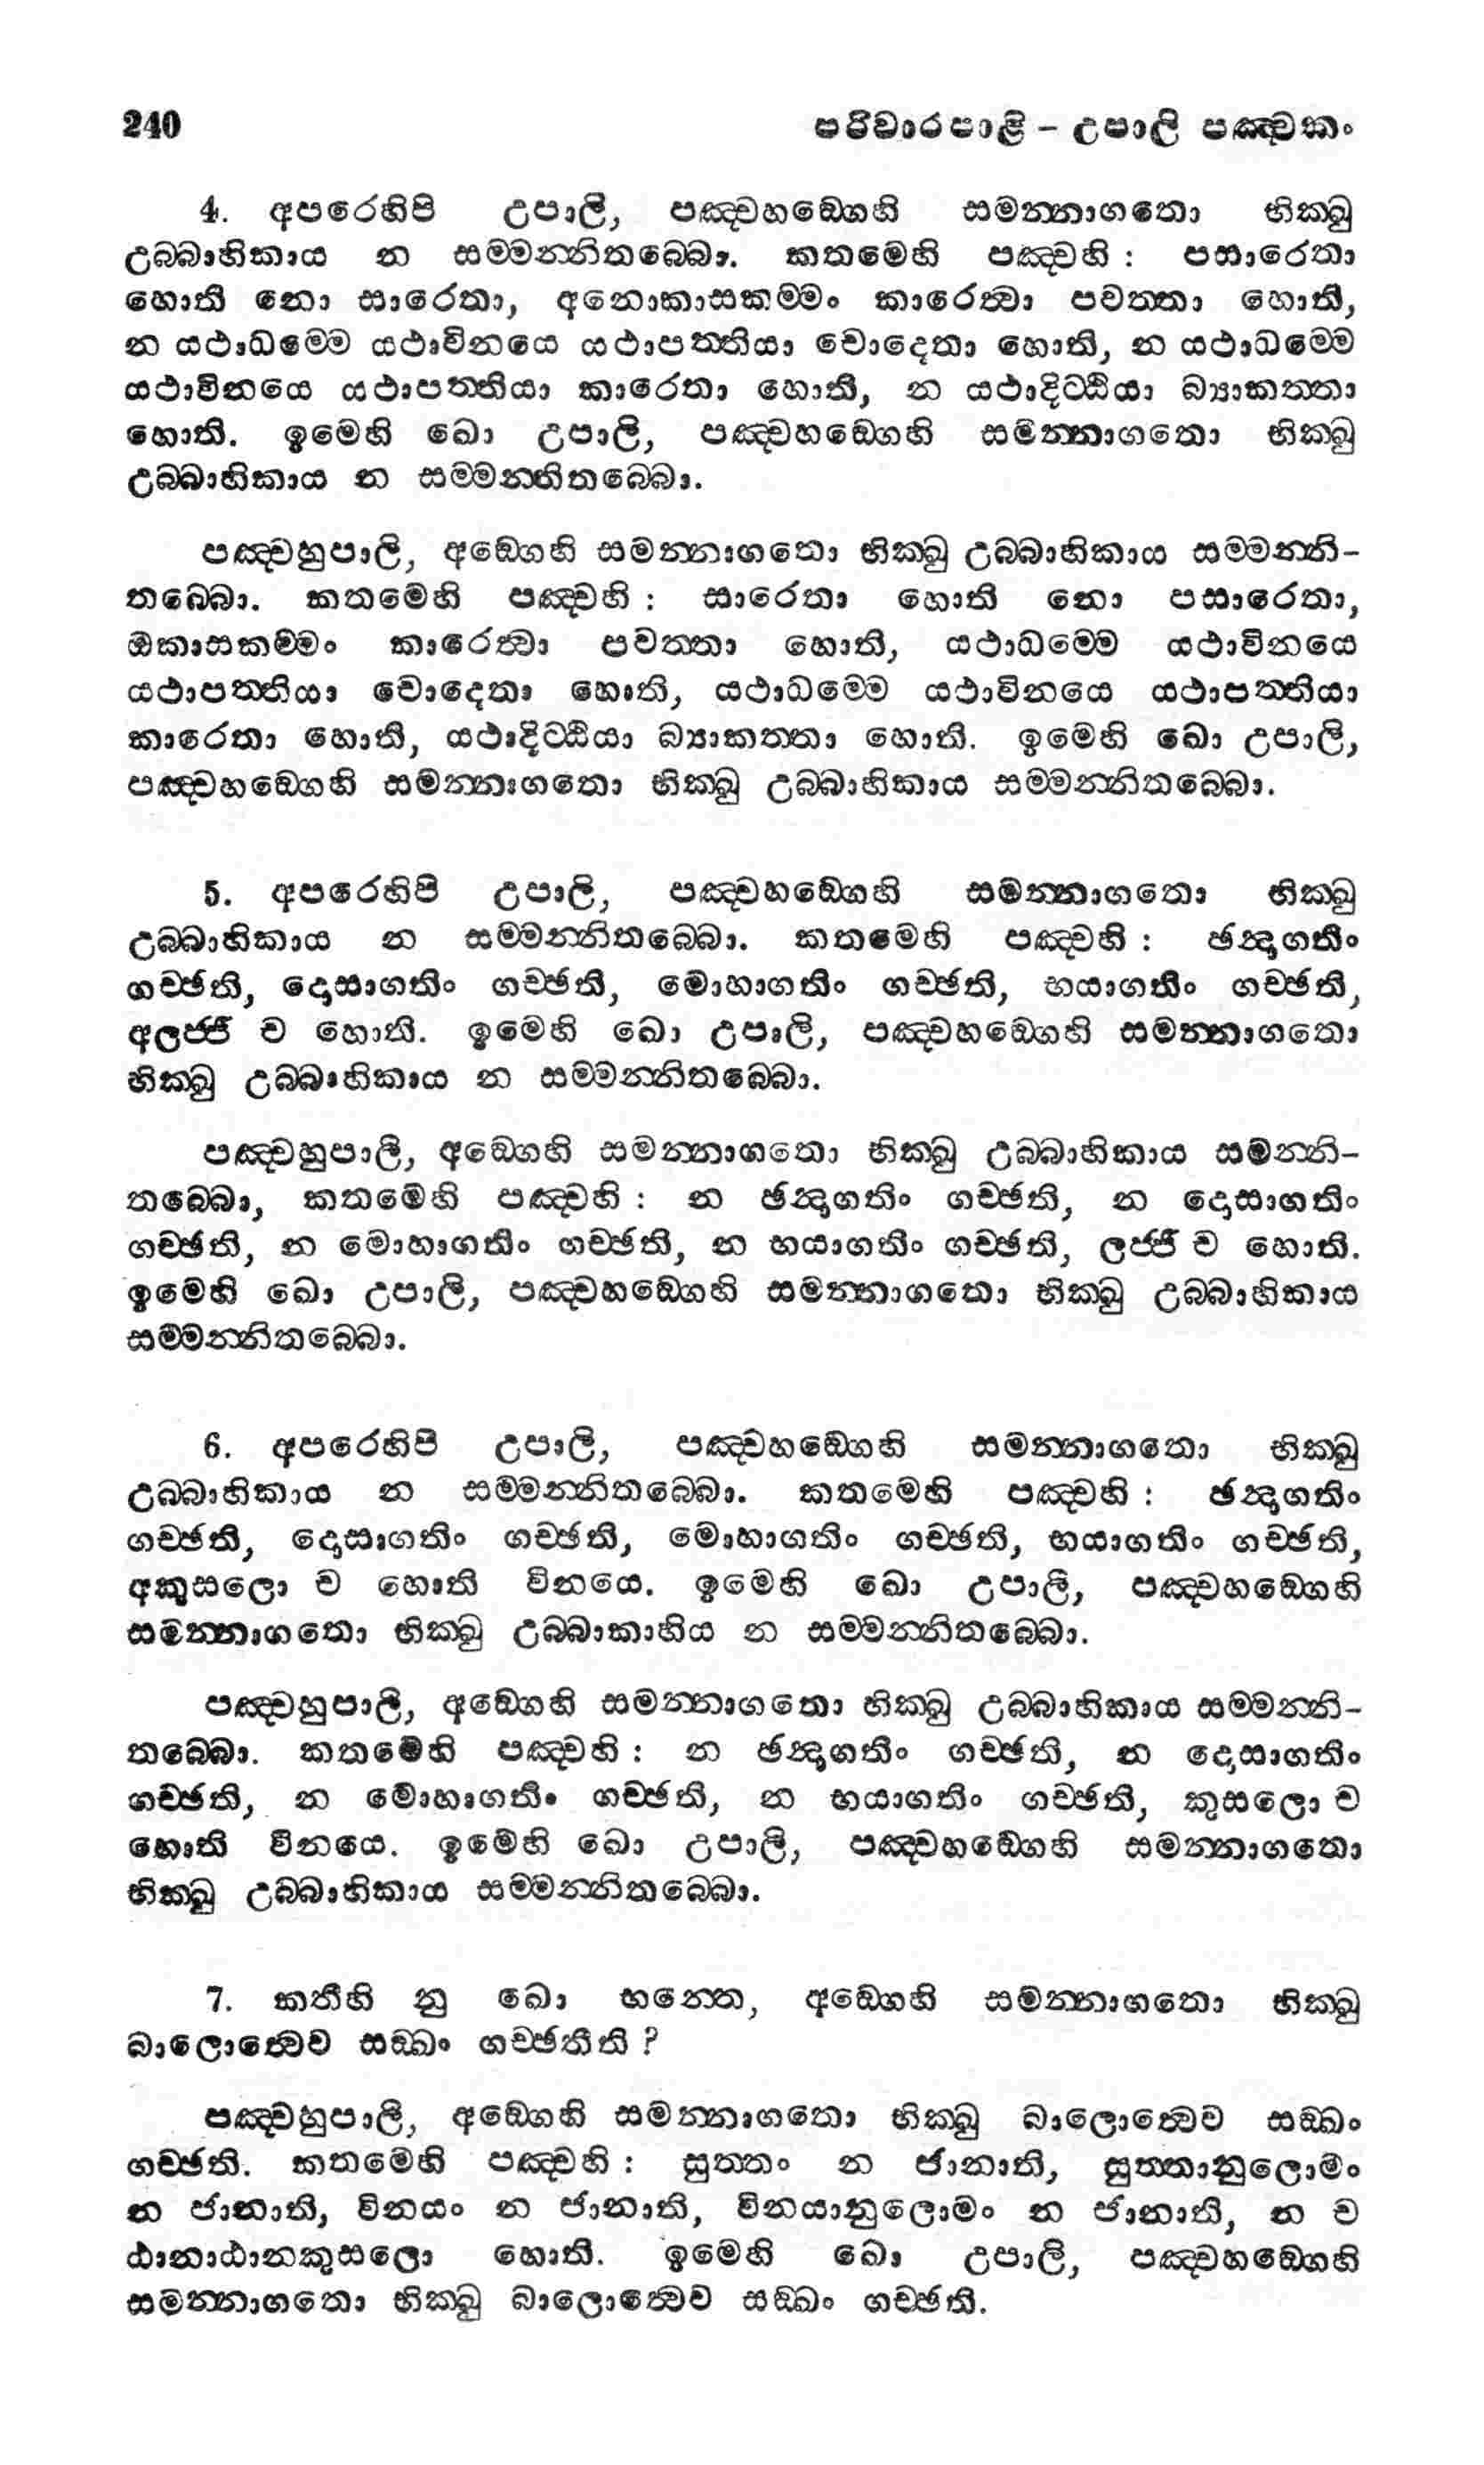 240 පරිවාරපාළි – උපාලි පඤ්චකං
4. අපරෙහිපි උපාලි, පඤ්චහඞ්ගෙහි සමන්නාගතො භික්ඛු
උබ්බාහිකාය න සම්මන්නිතබ්බො. කතමෙහි පඤ්චහි : පසාරෙතා
හොති නො සාරෙතා, අනොකාසකම්මං කාරෙත්වා පවත්තා හොති,
න යථාධම්මෙ යථාවිනයෙ යථාපත්තියා චොදෙතා හොති, න යථාධම්මෙ
යථාවිනයෙ යථාපත්තියා කාරෙතා හොති, න යථාදිට්ඨියා බ්‍යාකත්තා
හොති. ඉමෙහි ඛො උපාලි, පඤ්චහඞ්ගෙහි සමන්නාගතො භික්ඛු
උබ්බාහිකාය න සම්මන්නිතබ්බො.
පඤ්චහුපාලි, අඞ්ගෙහි සමන්නාගතො භික්ඛු උබ්බාහිකාය සම්මන්නි-
තබ්බො. කතමෙහි පඤ්චහි : සාරෙතා හොති නො පසාරෙතා,
ඔකාසකම්මං කාරෙත්වා පවත්තා හොති, යථාධම්මෙ යථාවිනයෙ
යථාපත්තියා චොදෙතා හොති, යථාධම්මෙ යථාවිනයෙ යථාපත්තියා
කාරෙතා හොති, යථාදිට්ඨියා බ්‍යාකත්තා හොති. ඉමෙහි ඛො උපාලි,
පඤ්චහඞ්ගෙහි සමන්නාගතො භික්ඛු උබ්බාහිකාය සම්මන්නිතබ්බො.
5. අපරෙහිපි උපාලි, පඤ්චහඞ්ගෙහි සමන්නාගතො භික්ඛු
උබ්බාහිකාය න සම්මන්නිතබ්බො. කතමෙහි පඤ්චහි : ඡන්දාගතිං
ගච්ඡති, දොසාගතිං ගච්ඡති, මොහාගතිං ගච්ඡති, භයාගතිං ගච්ඡති,
අලජ්ජී ච හොති. ඉමෙහි ඛො උපාලි, පඤ්චහඞ්ගෙහි සමන්නාගතො
භික්ඛු උබ්බාහිකාය න සම්මන්නිතබ්බො.
පඤ්චහුපාලි, අඞ්ගෙහි සමන්නාගතො භික්ඛු උබ්බාහිකාය සමන්නි-
තබ්බො, කතමෙහි පඤ්චහි : න ඡන්දාගතිං ගච්ඡති, න දොසාගතිං
ගච්ඡති, න මොහාගතිං ගච්ඡති, න භයාගතිං ගච්ඡති, ලජ්ජී ච හොති.
ඉමෙහි ඛො උපාලි, පඤ්චහඞ්ගෙහි සමන්නාගතො භික්ඛු උබ්බාහිකාය
සම්මන්නිතබ්බො.
6. අපරෙහිපි උපාලි, පඤ්චහඞ්ගෙහි සමන්නාගතො භික්ඛු
උබ්බාහිකාය න සම්මන්නිතබ්බො. කතමෙහි පඤ්චහි : ඡන්දාගතිං
ගච්ඡති, දොසාගතිං ගච්ඡති, මොහාගතිං ගච්ඡති, භයාගතිං ගච්ඡති,
අකුසලො ච හොති විනයෙ. ඉමෙහි ඛො උපාලි, පඤ්චහඞ්ගෙහි
සමන්නාගතො භික්ඛු උබ්බාකාහිය න සම්මන්නිතබ්බො.
පඤ්චහුපාලි, අඞ්ගෙහි සමන්නාගතො භික්ඛු උබ්බාහිකාය සම්මන්නි-
තබ්බො. කතමෙහි පඤ්චහි : න ඡන්දාගතිං ගච්ඡති, න දොසාගතිං
ගච්ඡති, න මොහාගතිං ගච්ඡති, න භයාගතිං ගච්ඡති, කුසලො ච
හොති විනයෙ. ඉමෙහි ඛො උපාලි, පඤ්චහඞ්ගෙහි සමන්නාගතො
භික්ඛු උබ්බාහිකාය සම්මන්නිතබ්බො.
7. කතීහි නු ඛො භන්තෙ, අඞ්ගෙහි සමන්නාගතො භික්ඛු
බාලොත්වෙව සඞ්ඛං ගච්ඡතීති ?
පඤ්චහුපාලි, අඞ්ගෙහි සමන්නාගතො භික්ඛු බාලොත්වෙව සඞ්ඛං
ගච්ඡති. කතමෙහි පඤ්චහි : සුත්තං න ජානාති, සුත්තානුලොමං
න ජානාති, විනයං න ජානාති, විනයානුලොමං න ජානාති, න ච
ඨානාඨානකුසලො හොති. ඉමෙහි ඛො උපාලි, පඤ්චහඞ්ගෙහි
සමන්නාගතො භික්ඛු බාලොත්වෙව සඞ්ඛං ගච්ඡති.